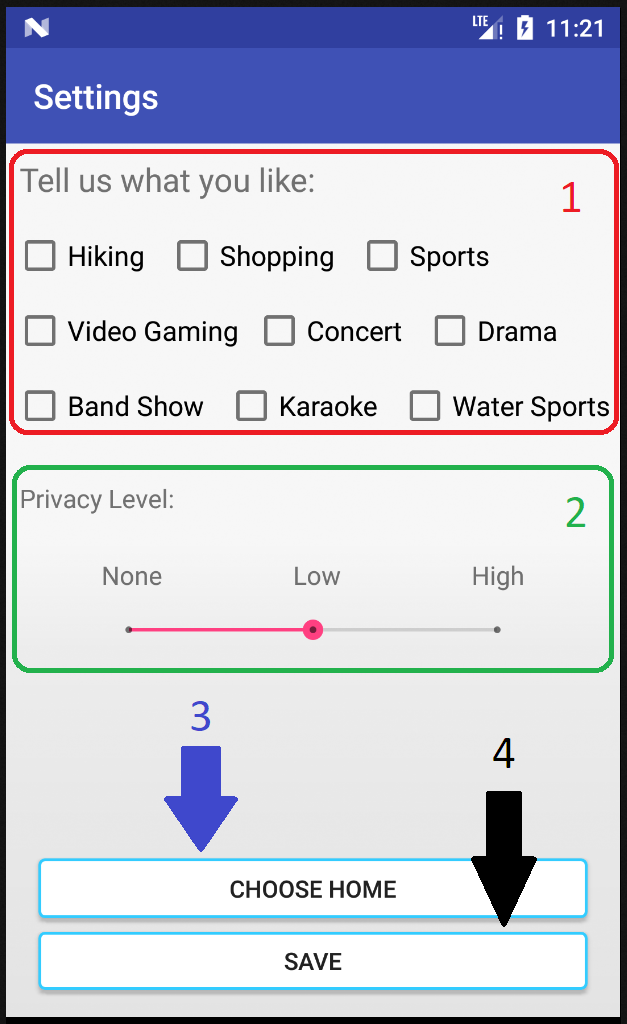 LTE 11:21
Settings
Tell us what you like: 1
Hiking Shopping Sports
Video Gaming Concert Drama
Band Show Karaoke Water Sports
Privacy Level: 2
None Low High
3
4
CHOOSE HOME
SAVE